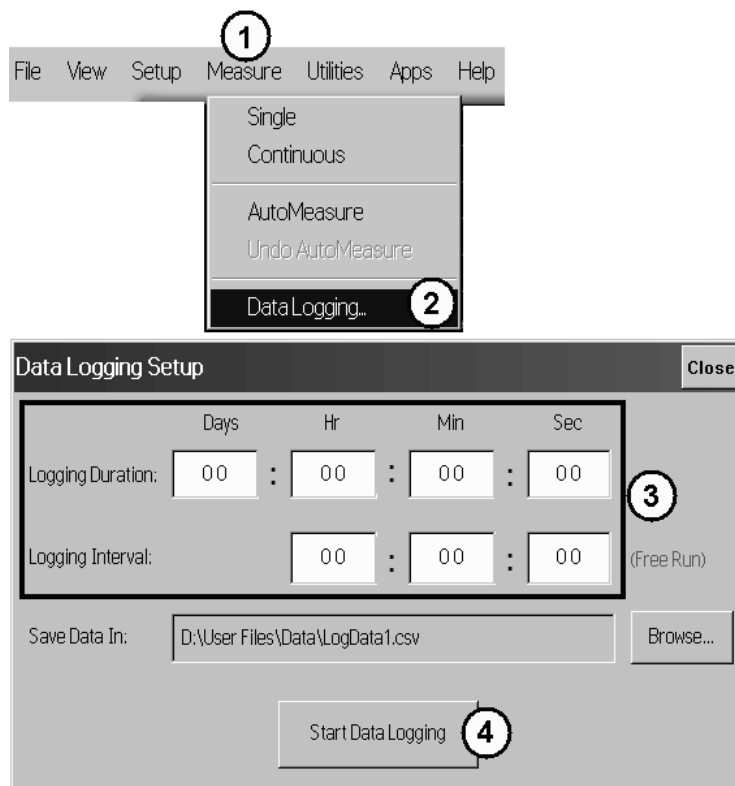 1
File View Setup Measure Utilities Apps Help
Single
Continuous
AutoMeasure
Undo AutoMeasure
Data Logging... 2
Data Logging Setup Close
Days Hr Min Sec
Logging Duration: 00 : 00 : 00 : 00
3
Logging Interval: 00 : 00 : 00 (Free Run)
Save Data In: D:\User Files\Data\LogData1.csv Browse...
Start Data Logging 4